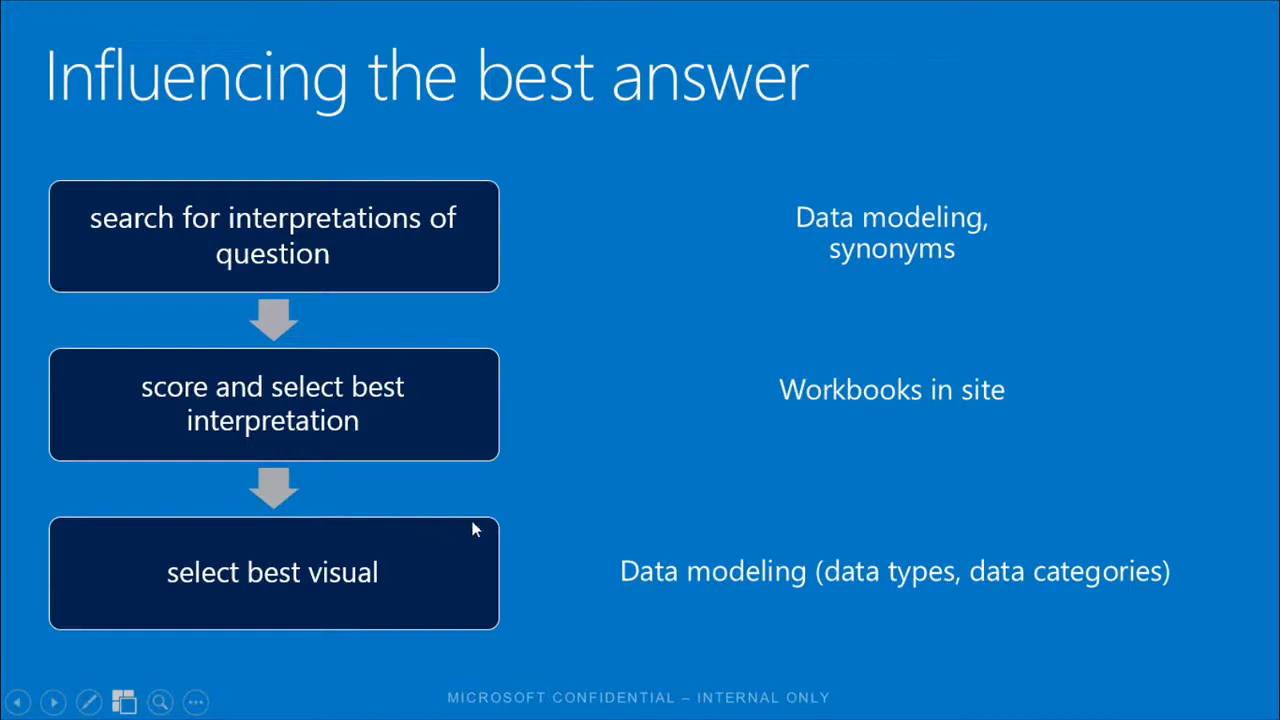 Influencing the best answer
search for interpretations of
question
Data modeling,
synonyms
score and select best
interpretation
Workbooks in site
select best visual
Data modeling (data types, data categories)
MICROSOFT CONFIDENTIAL – INTERNAL ONLY